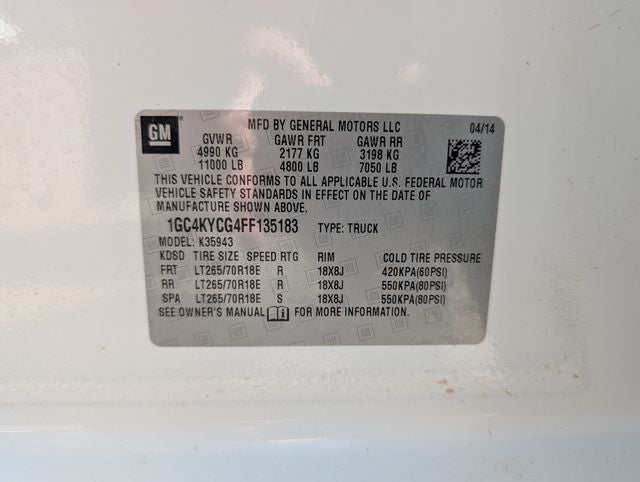 GM
MFD BY GENERAL MOTORS LLC 04/14
GVWR GAWR FRT GAWR RR
4990 KG 2177 KG 3198 KG
11000 LB 4800 LB 7050 LB
THIS VEHICLE CONFORMS TO ALL APPLICABLE U.S. FEDERAL MOTOR
VEHICLE SAFETY STANDARDS IN EFFECT ON THE DATE OF
MANUFACTURE SHOWN ABOVE.
1GC4KYCG4FF135183 TYPE: TRUCK
MODEL: K35943
KDSD TIRE SIZE SPEED RTG RIM COLD TIRE PRESSURE
FRT LT265/70R18E R 18X8J 420KPA(60PSI)
RR LT265/70R18E R 18X8J 550KPA(80PSI)
SPA LT265/70R18E S 18X8J 550KPA(80PSI)
SEE OWNER'S MANUAL i FOR MORE INFORMATION.